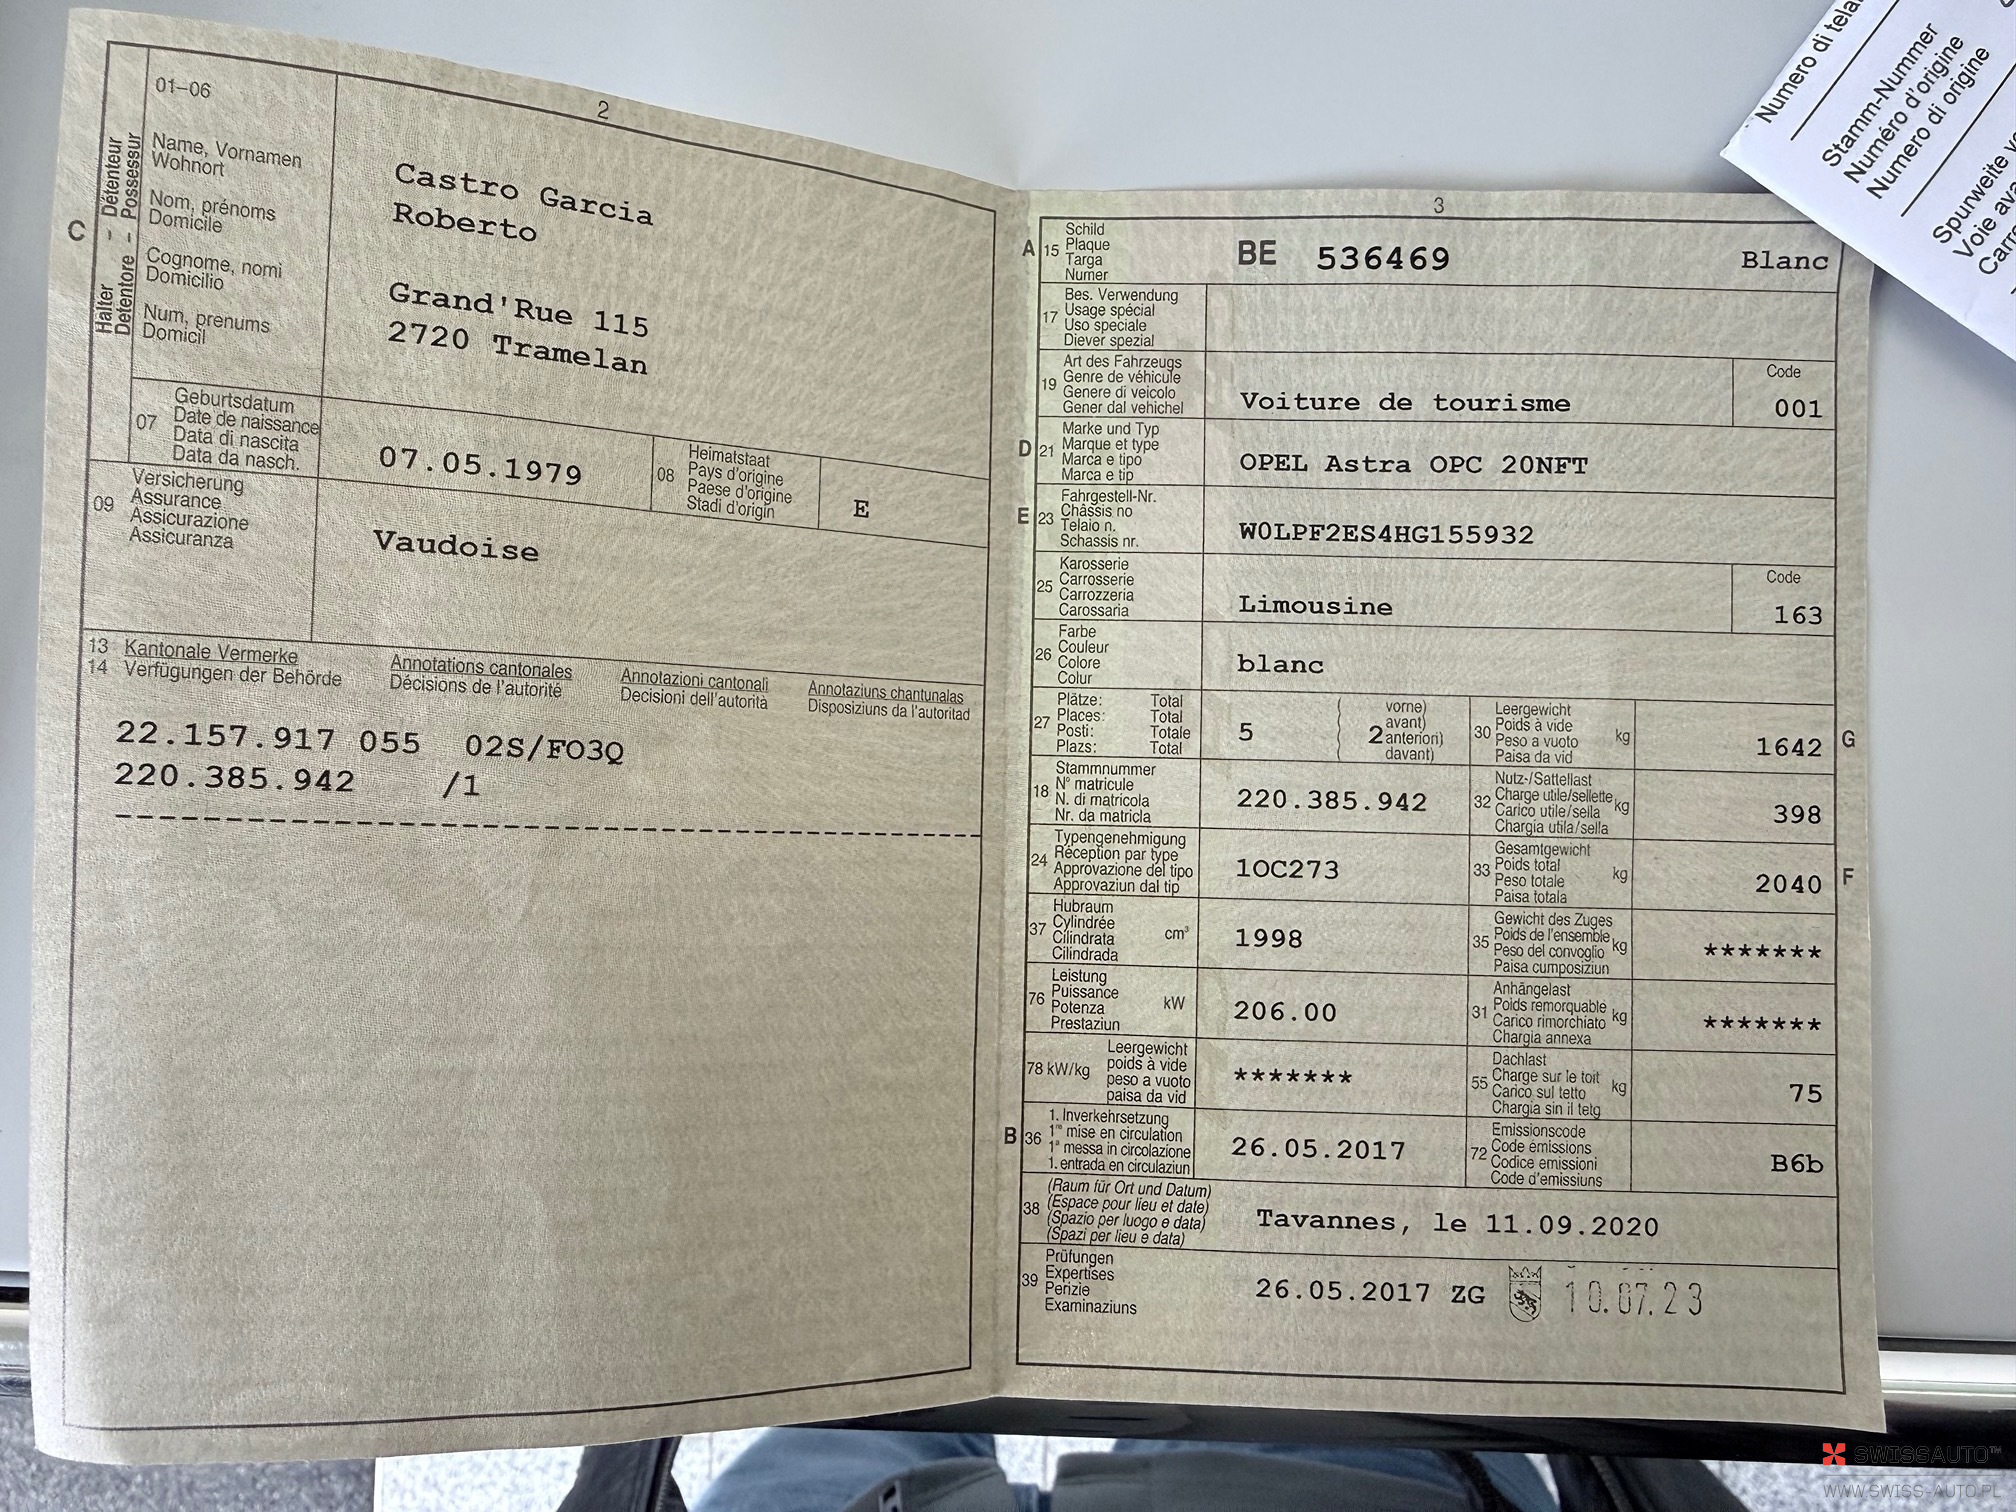 2
C
Halter - Détenteur
Detentore - Possessur
01–06
Name, Vornamen
Wohnort
Nom, prénoms
Domicile
Cognome, nomi
Domicilio
Num, prenums
Domicil
Castro Garcia
Roberto
Grand'Rue 115
2720 Tramelan
07
Geburtsdatum
Date de naissance
Data di nascita
Data da nasch.
07.05.1979
08
Heimatstaat
Pays d'origine
Paese d'origine
Stadi d'origin
E
09
Versicherung
Assurance
Assicurazione
Assicuranza
Vaudoise
13 Kantonale Vermerke Annotations cantonales Annotazioni cantonali Annotaziuns chantunalas
14 Verfügungen der Behörde Décisions de l'autorité Decisioni dell'autorità Disposiziuns da l'autoritad
22.157.917 055 02S/FO3Q
220.385.942 /1
3
A 15
Schild
Plaque
Targa
Numer
BE 536469 Blanc
17
Bes. Verwendung
Usage spécial
Uso speciale
Diever spezial
19
Art des Fahrzeugs
Genre de véhicule
Genere di veicolo
Gener dal vehichel
Voiture de tourisme
Code
001
D 21
Marke und Typ
Marque et type
Marca e tipo
Marca e tip
OPEL Astra OPC 20NFT
E 23
Fahrgestell-Nr.
Châssis no
Telaio n.
Schassis nr.
W0LPF2ES4HG155932
25
Karosserie
Carrosserie
Carrozzeria
Carossaria
Limousine
Code
163
26
Farbe
Couleur
Colore
Colur
blanc
27
Plätze: Total
Places: Total
Posti: Totale
Plazs: Total
5
2
vorne)
avant)
anteriori)
davant)
30
Leergewicht
Poids à vide
Peso a vuoto
Paisa da vid
kg
1642
G
18
Stammnummer
N° matricule
N. di matricola
Nr. da matricla
220.385.942
32
Nutz-/Sattellast
Charge utile/sellette
Carico utile/sella
Chargia utila/sella
kg
398
24
Typengenehmigung
Réception par type
Approvazione del tipo
Approvaziun dal tip
1OC273
33
Gesamtgewicht
Poids total
Peso totale
Paisa totala
kg
2040
F
37
Hubraum
Cylindrée
Cilindrata
Cilindrada
cm³
1998
35
Gewicht des Zuges
Poids de l'ensemble
Peso del convoglio
Paisa cumposiziun
kg
*******
76
Leistung
Puissance
Potenza
Prestaziun
kW
206.00
31
Anhängelast
Poids remorquable
Carico rimorchiato
Chargia annexa
kg
*******
78 kW/kg
Leergewicht
poids à vide
peso a vuoto
paisa da vid
*******
55
Dachlast
Charge sur le toit
Carico sul tetto
Chargia sin il tetg
kg
75
B 36
1. Inverkehrsetzung
1re mise en circulation
1a messa in circolazione
1. entrada en circulaziun
26.05.2017
72
Emissionscode
Code émissions
Codice emissioni
Code d'emissiuns
B6b
38
(Raum für Ort und Datum)
(Espace pour lieu et date)
(Spazio per luogo e data)
(Spazi per lieu e data)
Tavannes, le 11.09.2020
39
Prüfungen
Expertises
Perizie
Examinaziuns
26.05.2017 ZG 10.07.23
Numero di telai
Stamm-Nummer
Numéro d'origine
Numero di origine
Spurweite
Voie
SWISSAUTO™
WWW.SWISS-AUTO.PL